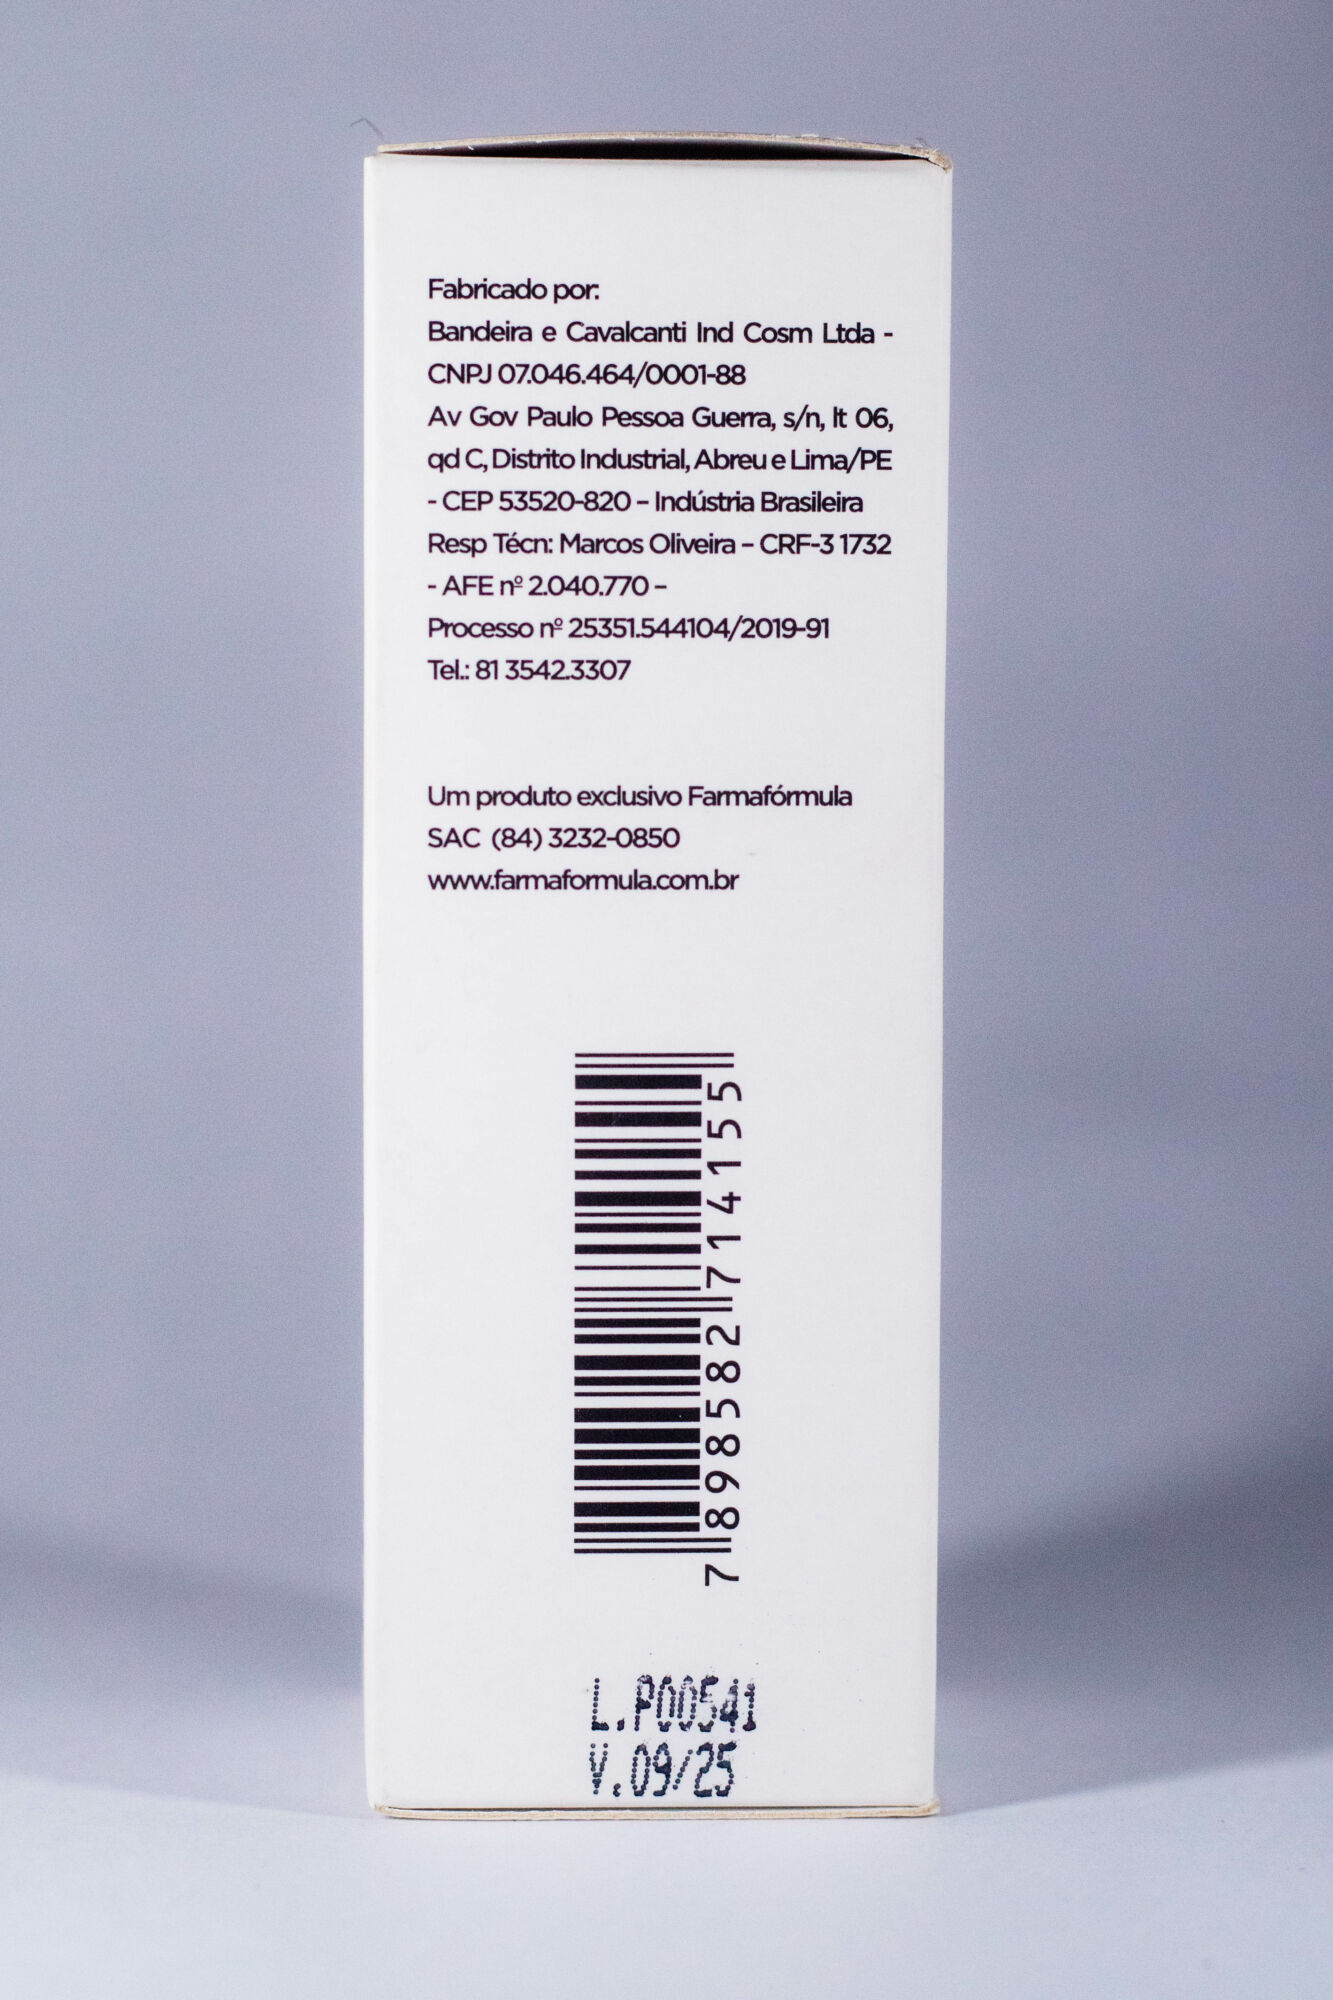 Fabricado por:
Bandeira e Cavalcanti Ind Cosm Ltda -
CNPJ 07.046.464/0001-88
Av Gov Paulo Pessoa Guerra, s/n, lt 06,
qd C, Distrito Industrial, Abreu e Lima/PE
- CEP 53520-820 – Indústria Brasileira
Resp Técn: Marcos Oliveira – CRF-3 1732
- AFE nº 2.040.770 –
Processo nº 25351.544104/2019-91
Tel.: 81 3542.3307
Um produto exclusivo Farmafórmula
SAC (84) 3232-0850
www.farmaformula.com.br
7 898582 714155
L.P00541
V.09/25